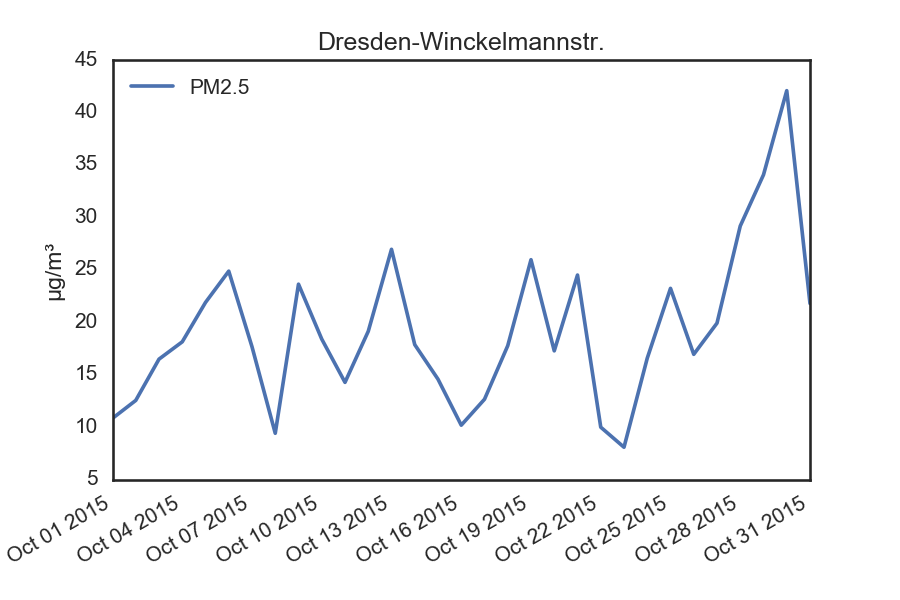 Dresden-Winckelmannstr.
PM2.5
µg/m³
45
40
35
30
25
20
15
10
5
Oct 01 2015
Oct 04 2015
Oct 07 2015
Oct 10 2015
Oct 13 2015
Oct 16 2015
Oct 19 2015
Oct 22 2015
Oct 25 2015
Oct 28 2015
Oct 31 2015